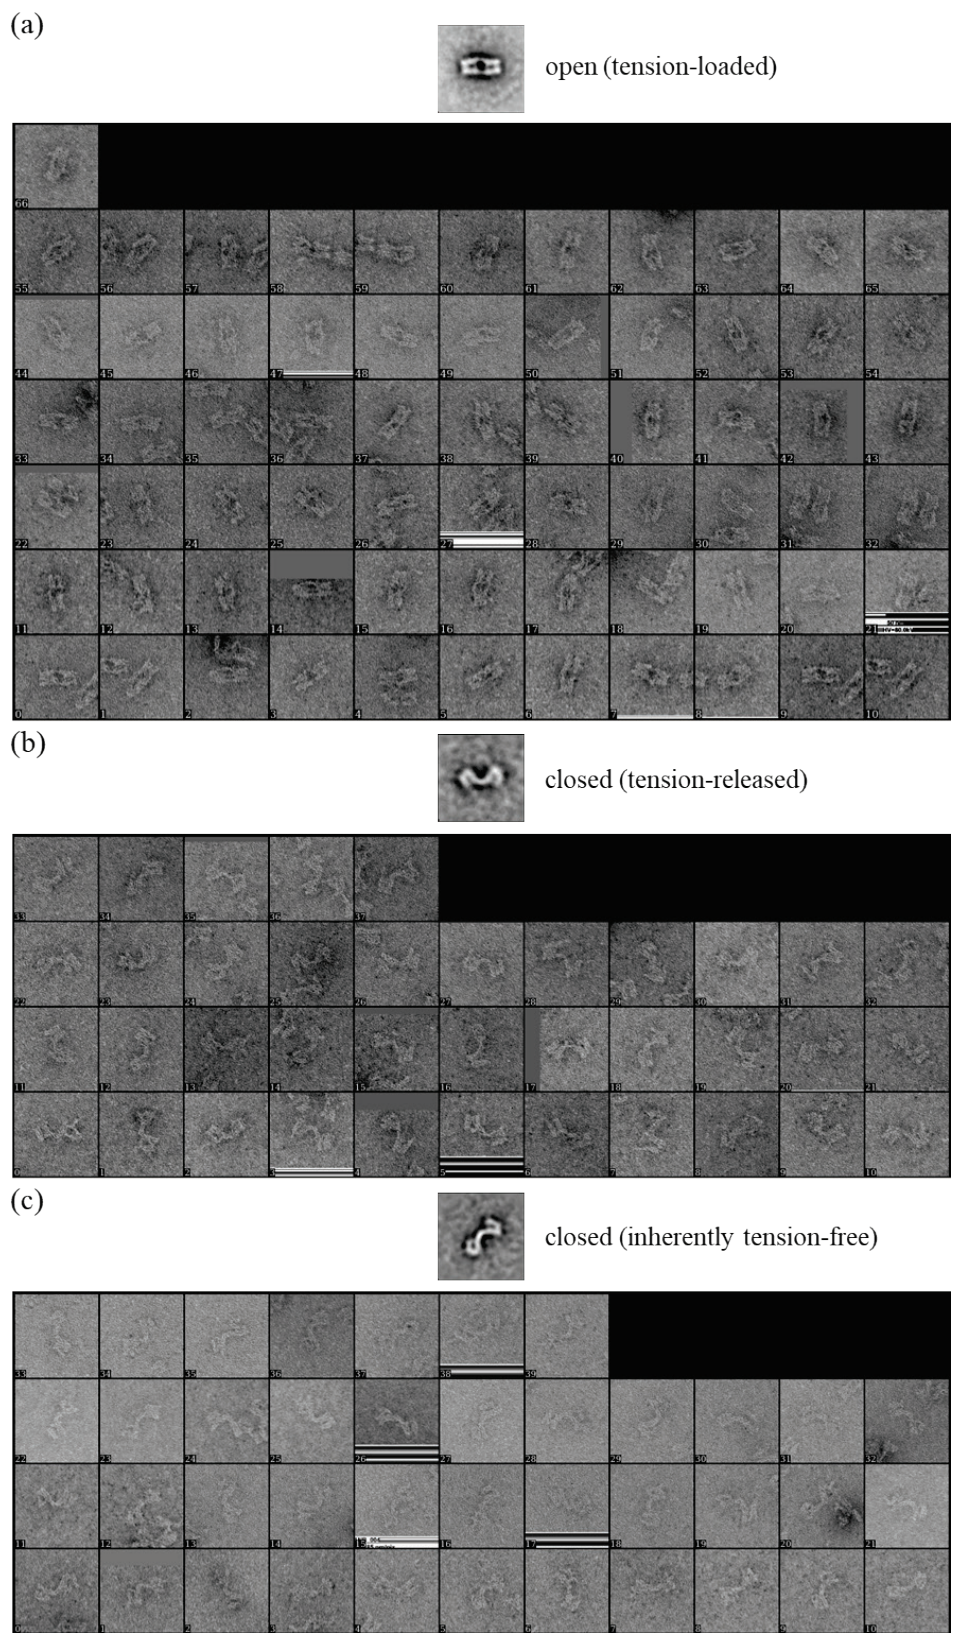 (a)
open (tension-loaded)
66
55 56 57 58 59 60 61 62 63 64 65
44 45 46 47 48 49 50 51 52 53 54
33 34 35 36 37 38 39 40 41 42 43
22 23 24 25 26 27 28 29 30 31 32
11 12 13 14 15 16 17 18 19 20 21
0 1 2 3 4 5 6 7 8 9 10
(b)
closed (tension-released)
33 34 35 36 37
22 23 24 25 26 27 28 29 30 31 32
11 12 13 14 15 16 17 18 19 20 21
0 1 2 3 4 5 6 7 8 9 10
(c)
closed (inherently tension-free)
33 34 35 36 37 38 39
22 23 24 25 26 27 28 29 30 31 32
11 12 13 14 15 16 17 18 19 20 21
0 1 2 3 4 5 6 7 8 9 10